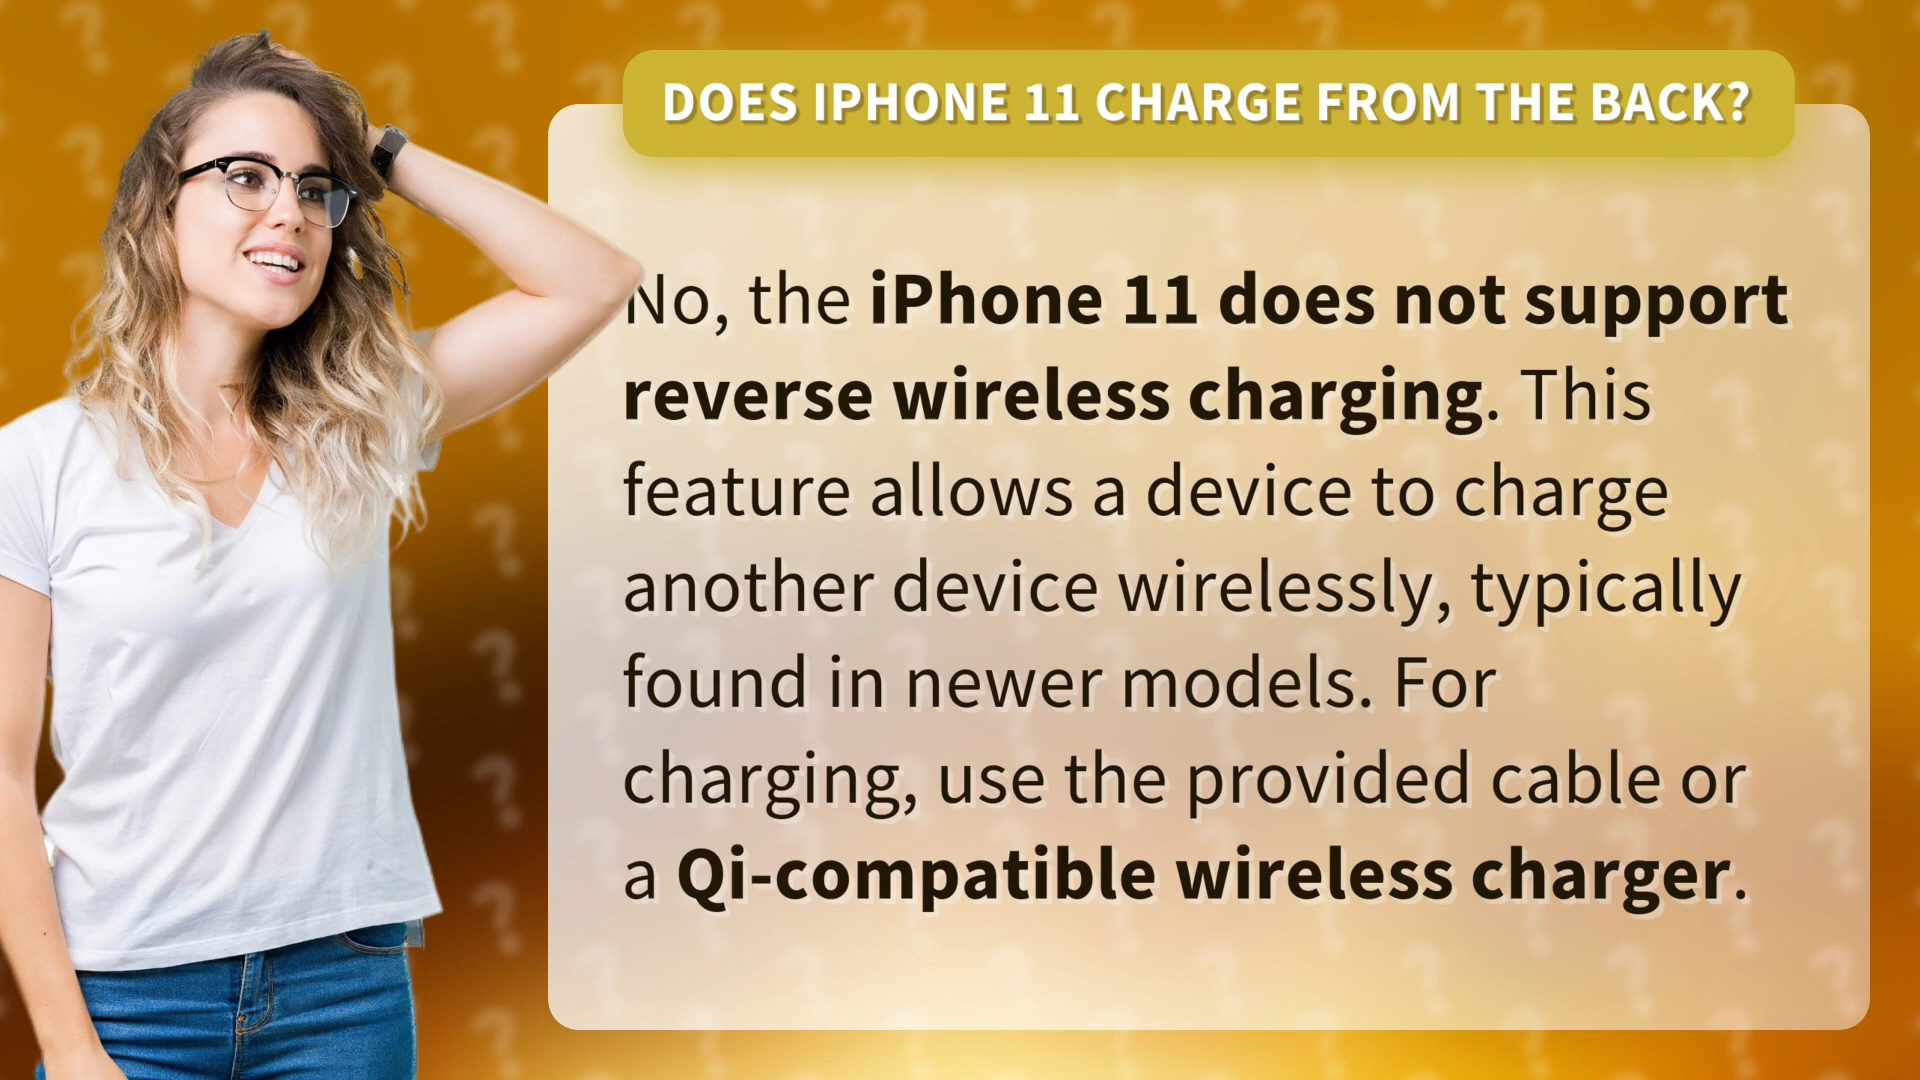 DOES IPHONE 11 CHARGE FROM THE BACK?
No, the iPhone 11 does not support
reverse wireless charging. This
feature allows a device to charge
another device wirelessly, typically
found in newer models. For
charging, use the provided cable or
a Qi-compatible wireless charger.